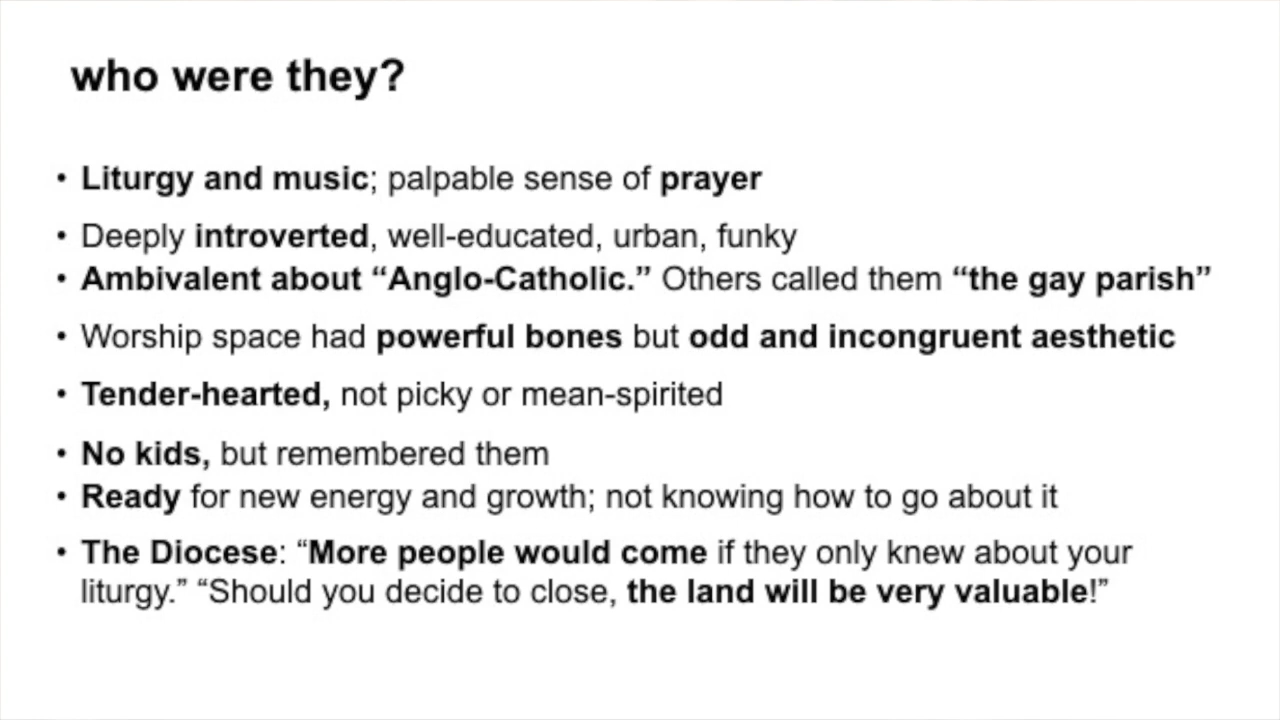 who were they?
• Liturgy and music; palpable sense of prayer
• Deeply introverted, well-educated, urban, funky
• Ambivalent about “Anglo-Catholic.” Others called them “the gay parish”
• Worship space had powerful bones but odd and incongruent aesthetic
• Tender-hearted, not picky or mean-spirited
• No kids, but remembered them
• Ready for new energy and growth; not knowing how to go about it
• The Diocese: “More people would come if they only knew about your
liturgy.” “Should you decide to close, the land will be very valuable!”